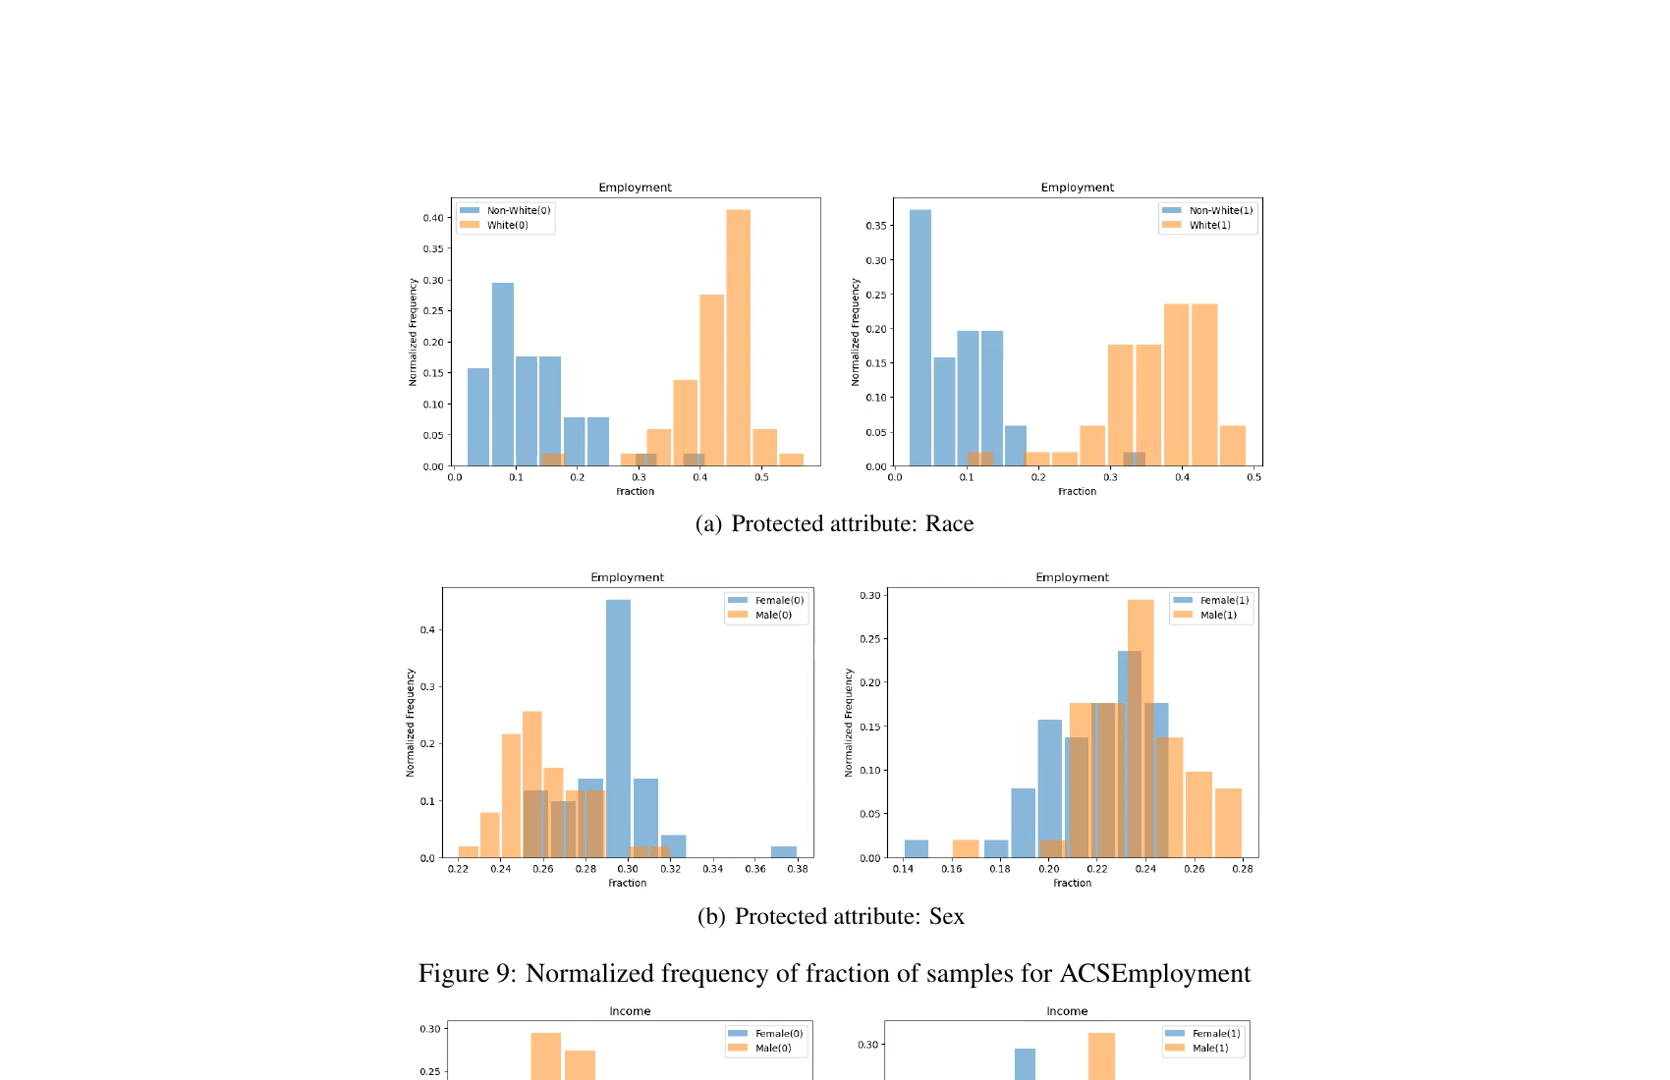 Employment
Non-White(0)
White(0)
0.40
0.35
0.30
0.25
0.20
0.15
0.10
0.05
0.00
Normalized Frequency
0.0 0.1 0.2 0.3 0.4 0.5
Fraction
Employment
Non-White(1)
White(1)
0.35
0.30
0.25
0.20
0.15
0.10
0.05
0.00
Normalized Frequency
0.0 0.1 0.2 0.3 0.4 0.5
Fraction
(a) Protected attribute: Race
Employment
Female(0)
Male(0)
0.4
0.3
0.2
0.1
0.0
Normalized Frequency
0.22 0.24 0.26 0.28 0.30 0.32 0.34 0.36 0.38
Fraction
Employment
Female(1)
Male(1)
0.30
0.25
0.20
0.15
0.10
0.05
0.00
Normalized Frequency
0.14 0.16 0.18 0.20 0.22 0.24 0.26 0.28
Fraction
(b) Protected attribute: Sex
Figure 9: Normalized frequency of fraction of samples for ACSEmployment
Income
Female(0)
Male(0)
0.30
0.25
Income
Female(1)
Male(1)
0.30